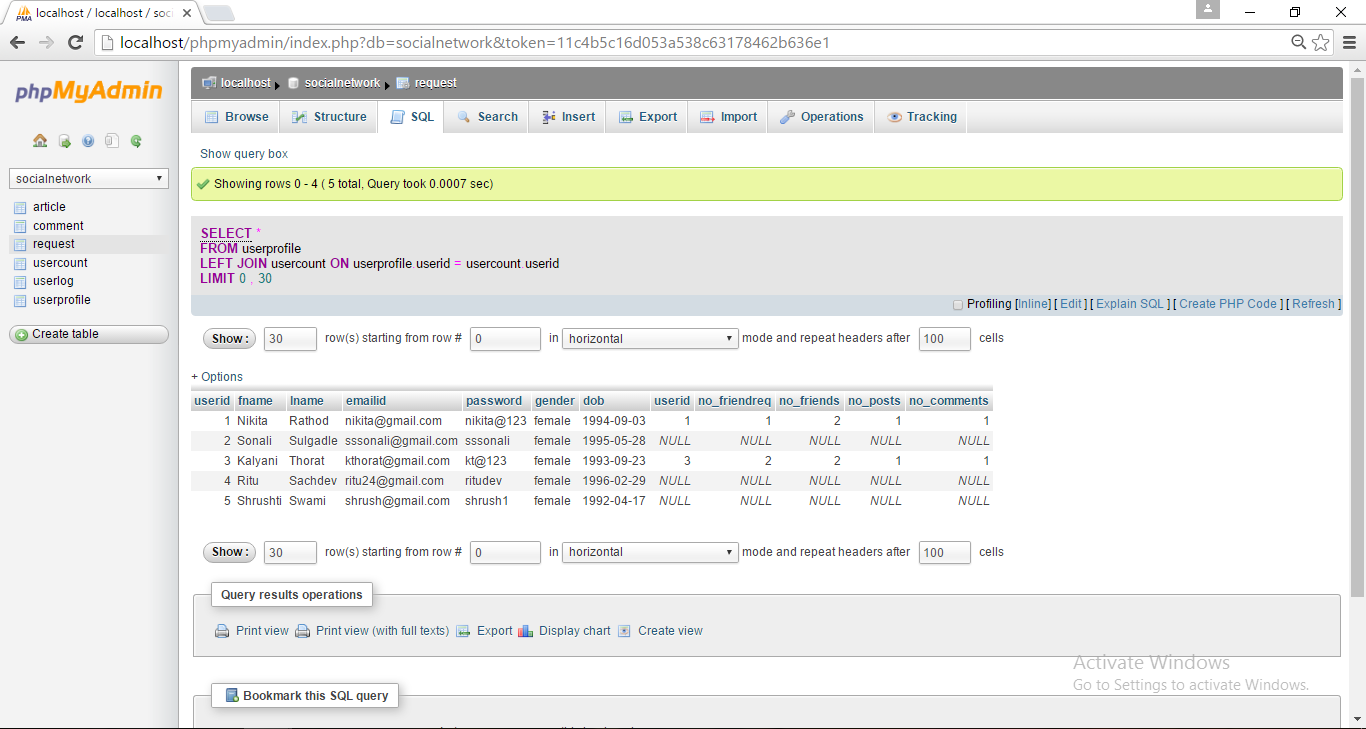 localhost / localhost / soc
localhost/phpmyadmin/index.php?db=socialnetwork&token=11c4b5c16d053a538c63178462b636e1
phpMyAdmin
socialnetwork
article
comment
request
usercount
userlog
userprofile
Create table
localhost socialnetwork request
Browse Structure SQL Search Insert Export Import Operations Tracking
Show query box
Showing rows 0 - 4 ( 5 total, Query took 0.0007 sec)
SELECT *
FROM userprofile
LEFT JOIN usercount ON userprofile.userid = usercount.userid
LIMIT 0 , 30
Profiling [Inline] [ Edit ] [ Explain SQL ] [ Create PHP Code ] [ Refresh ]
Show : 30 row(s) starting from row # 0 in horizontal mode and repeat headers after 100 cells
+ Options
userid fname lname emailid password gender dob userid no_friendreq no_friends no_posts no_comments
1 Nikita Rathod nikita@gmail.com nikita@123 female 1994-09-03 1 1 2 1 1
2 Sonali Sulgadle sssonali@gmail.com sssonali female 1995-05-28 NULL NULL NULL NULL NULL
3 Kalyani Thorat kthorat@gmail.com kt@123 female 1993-09-23 3 2 2 1 1
4 Ritu Sachdev ritu24@gmail.com ritudev female 1996-02-29 NULL NULL NULL NULL NULL
5 Shrushti Swami shrush@gmail.com shrush1 female 1992-04-17 NULL NULL NULL NULL NULL
Show : 30 row(s) starting from row # 0 in horizontal mode and repeat headers after 100 cells
Query results operations
Print view Print view (with full texts) Export Display chart Create view
Activate Windows
Go to Settings to activate Windows.
Bookmark this SQL query